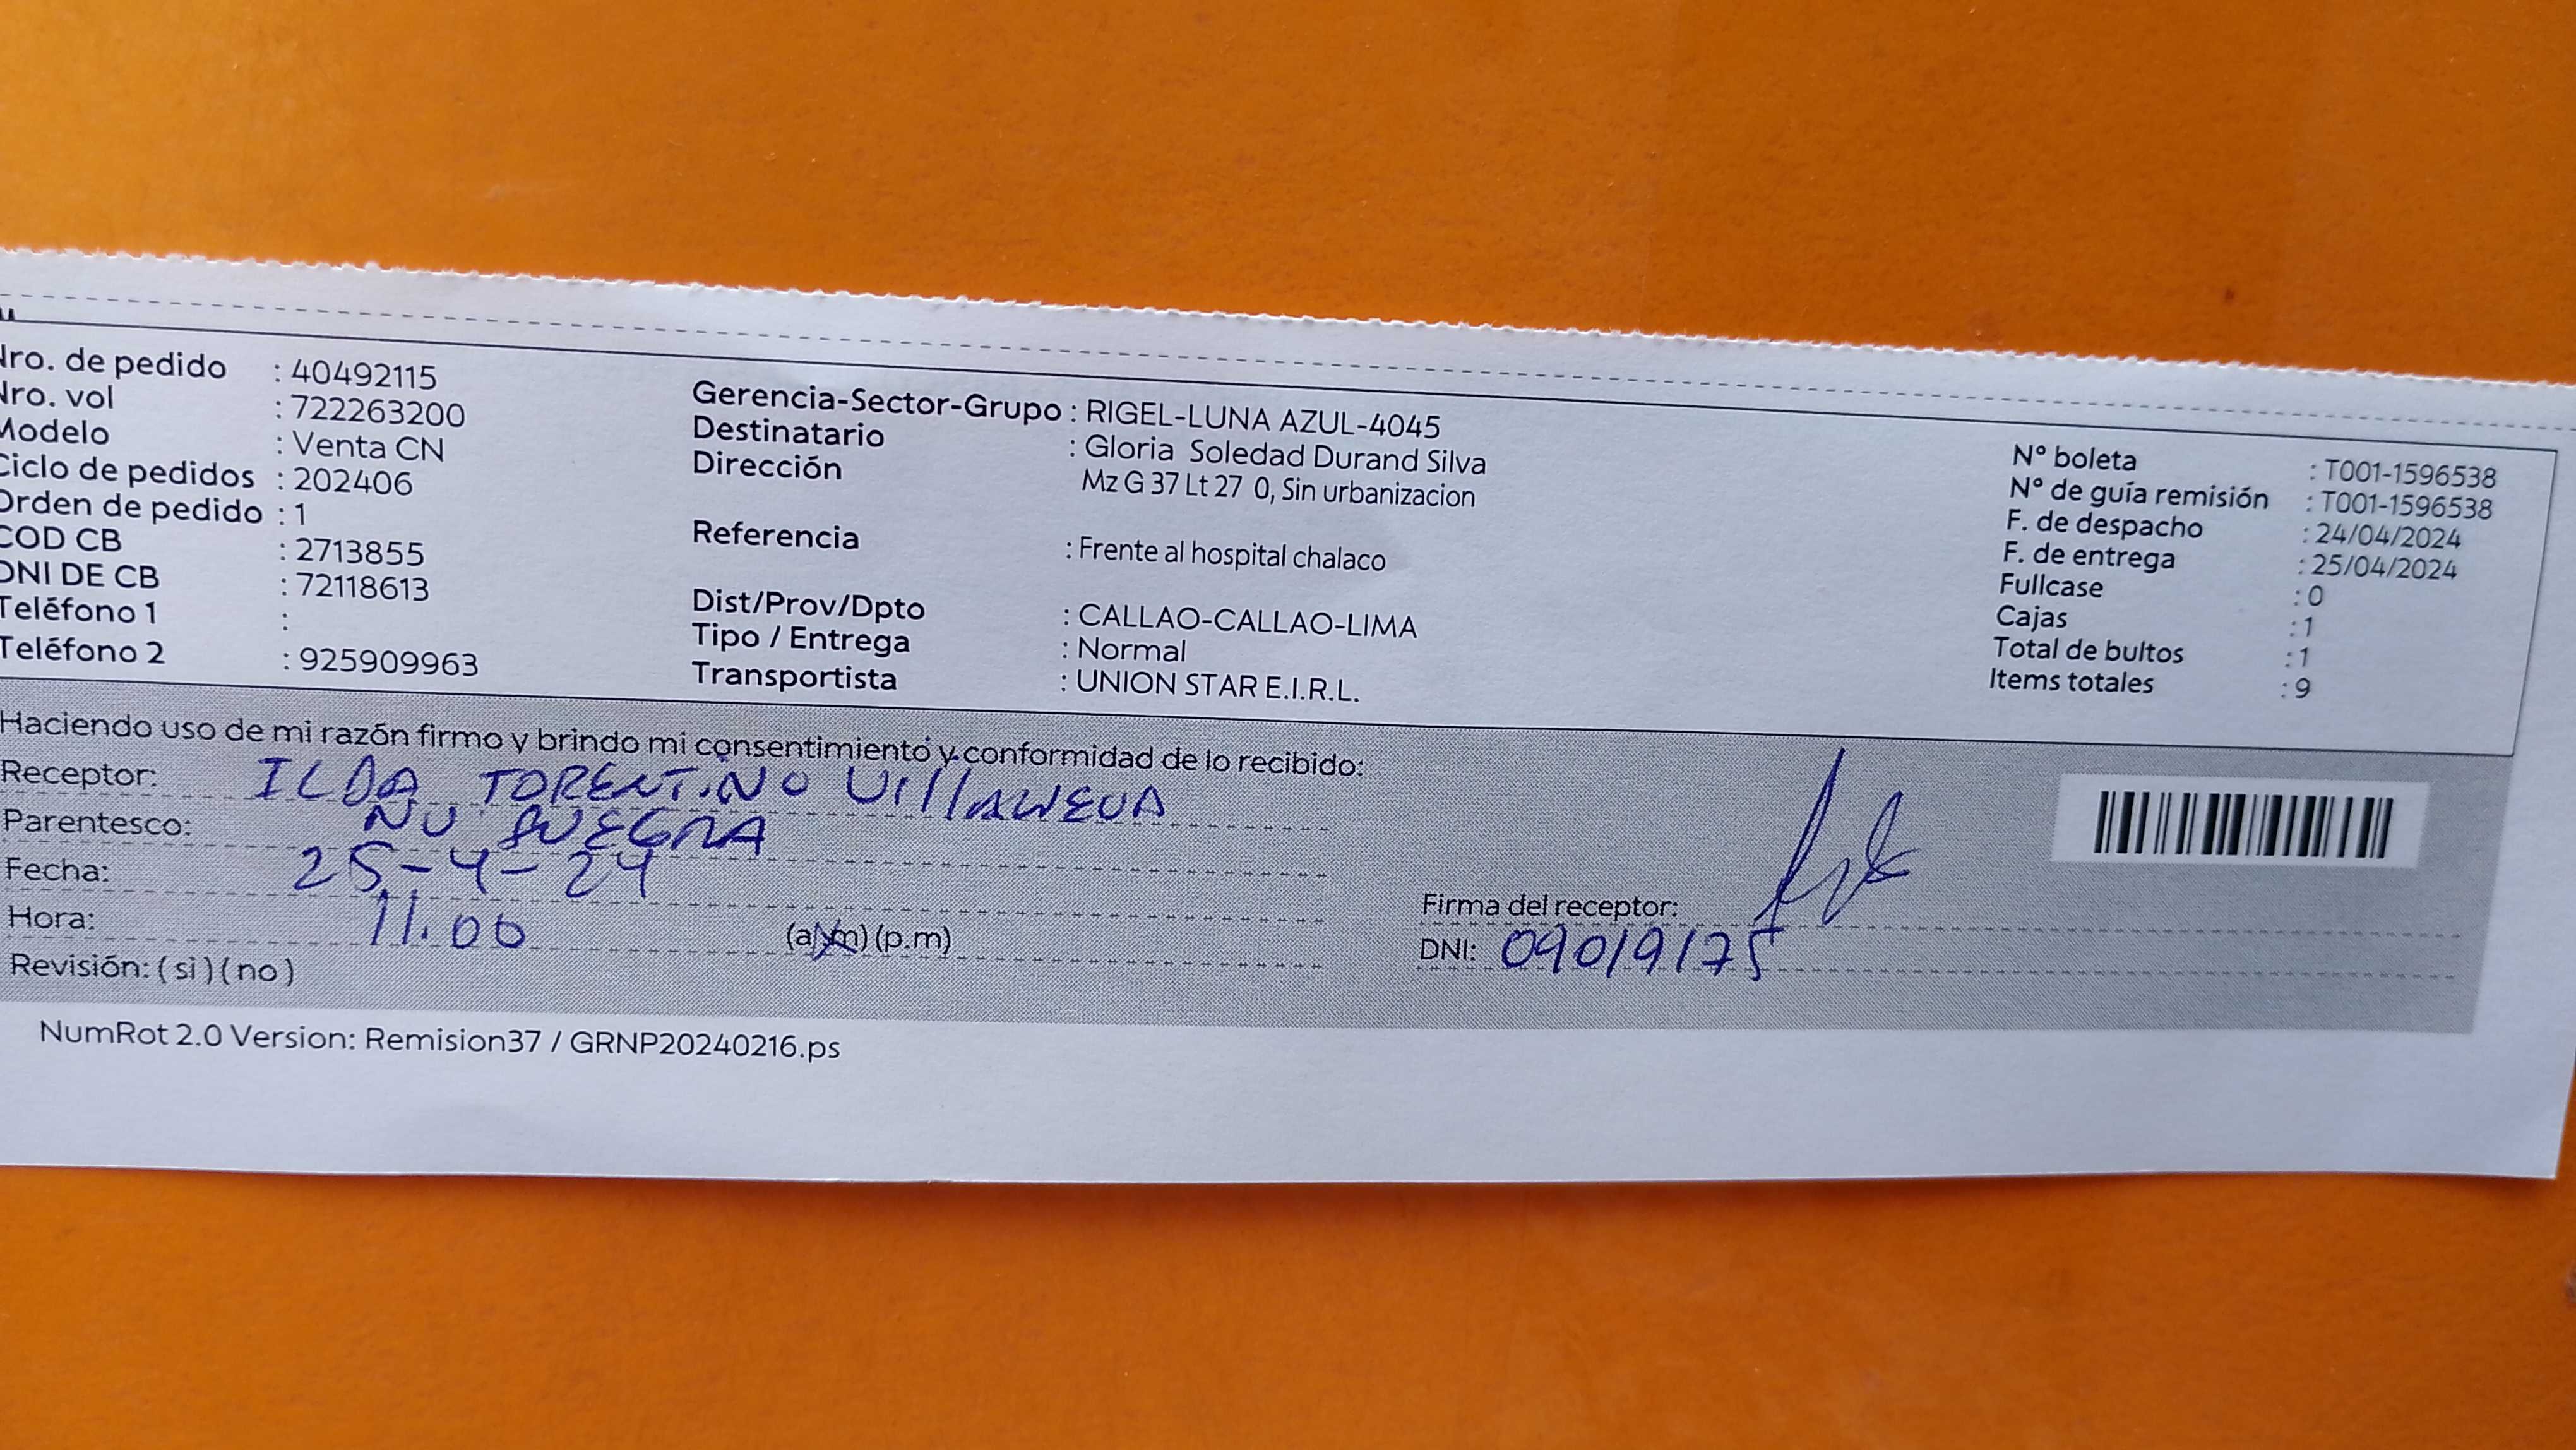 Nro. de pedido : 40492115
Nro. vol : 722263200
Modelo : Venta CN
Ciclo de pedidos : 202406
Orden de pedido : 1
COD CB : 2713855
DNI DE CB : 72118613
Teléfono 1 :
Teléfono 2 : 925909963
Gerencia-Sector-Grupo : RIGEL-LUNA AZUL-4045
Destinatario : Gloria Soledad Durand Silva
Dirección Mz G 37 Lt 27 0, Sin urbanizacion
Referencia : Frente al hospital chalaco
Dist/Prov/Dpto : CALLAO-CALLAO-LIMA
Tipo / Entrega : Normal
Transportista : UNION STAR E.I.R.L.
N° boleta : T001-1596538
N° de guía remisión : T001-1596538
F. de despacho : 24/04/2024
F. de entrega : 25/04/2024
Fullcase : 0
Cajas : 1
Total de bultos : 1
Items totales : 9
Haciendo uso de mi razón firmo y brindo mi consentimiento y conformidad de lo recibido:
Receptor: ILDA TORENTINO VillANEUA
Parentesco: SUEGRA
Fecha: 25-4-24
Hora: 11.00 (a.m) (p.m)
Revisión: ( sì ) ( no )
Firma del receptor:
DNI: 09019175
NumRot 2.0 Version: Remision37 / GRNP20240216.ps